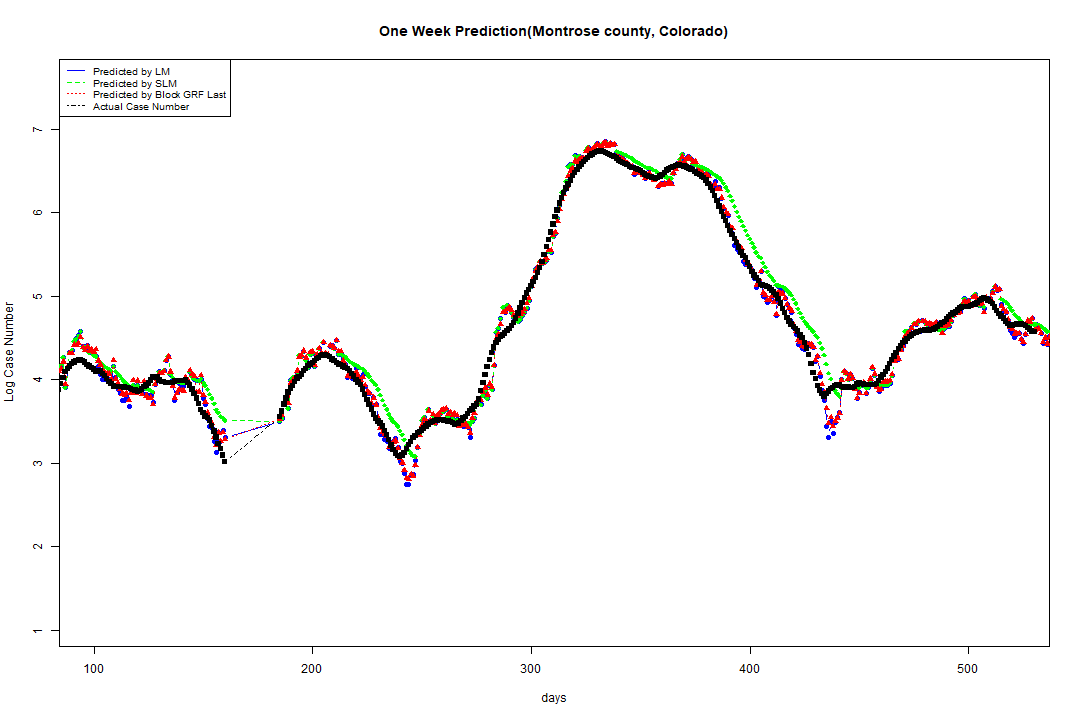 One Week Prediction(Montrose county, Colorado)
Predicted by LM
Predicted by SLM
Predicted by Block GRF Last
Actual Case Number
7
6
5
4
3
2
1
Log Case Number
100 200 300 400 500
days